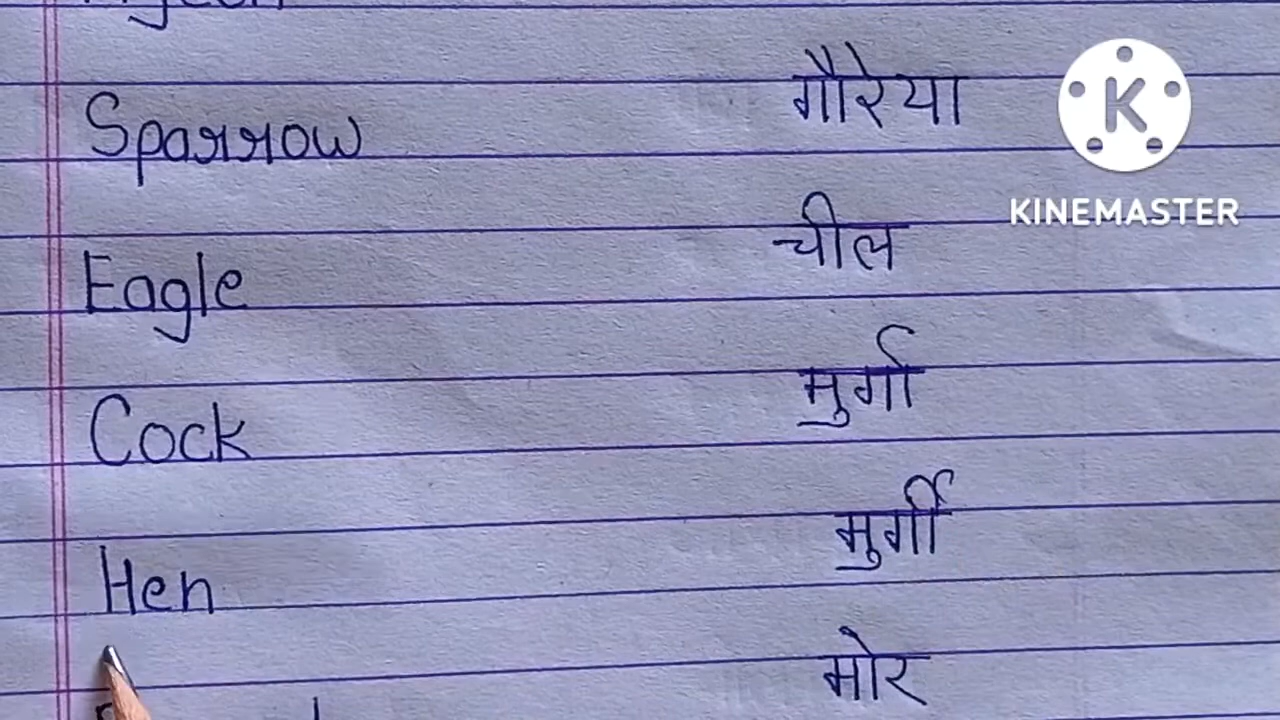 Sparrow गौरेया
K
KINEMASTER
Eagle चील
Cock मुर्गा
Hen मुर्गी
मोर